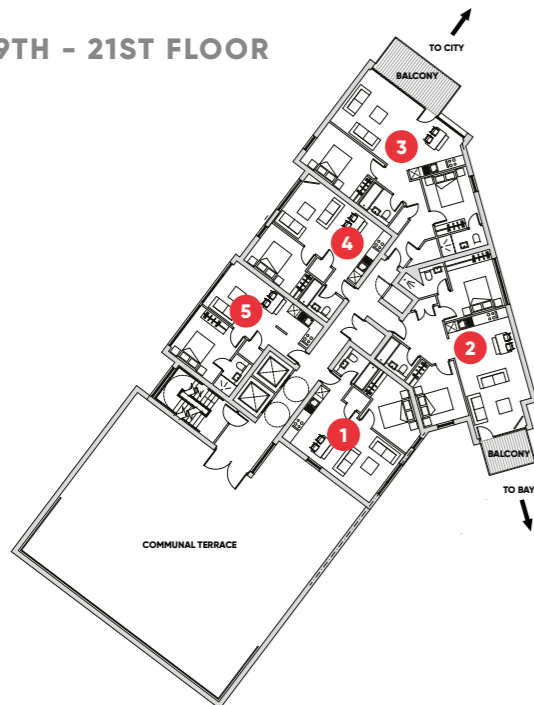 9TH - 21ST FLOOR
TO CITY
BALCONY
3
4
5
2
1
BALCONY
TO BAY
COMMUNAL TERRACE